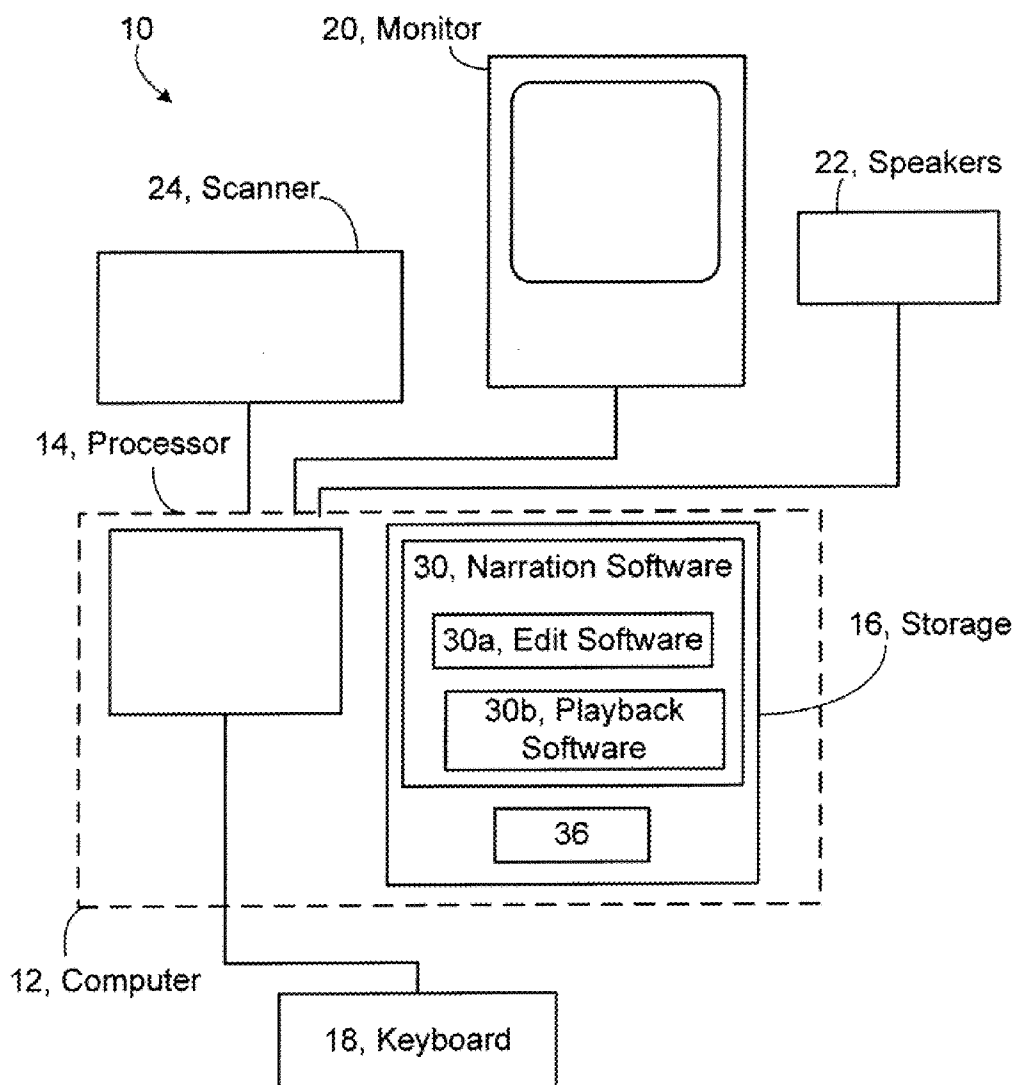 10
20, Monitor
22, Speakers
24, Scanner
14, Processor
30, Narration Software
30a, Edit Software
16, Storage
30b, Playback
Software
36
12, Computer
18, Keyboard